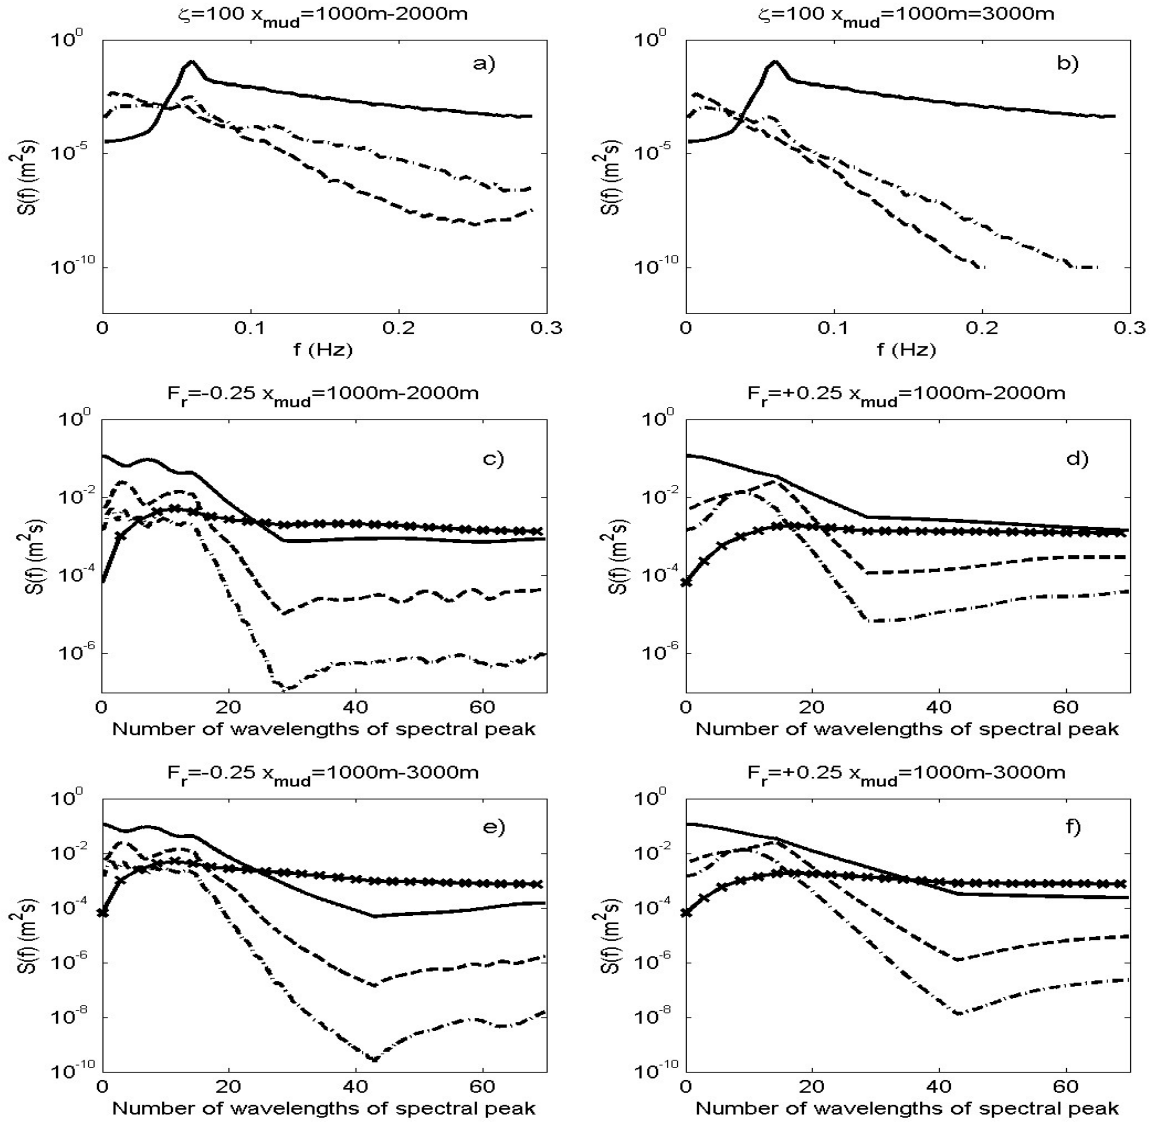 ζ=100 x_mud=1000m-2000m
10^0
a)
10^-5
S(f) (m^2s)
10^-10
0 0.1 0.2 0.3
f (Hz)
ζ=100 x_mud=1000m=3000m
10^0
b)
10^-5
S(f) (m^2s)
10^-10
0 0.1 0.2 0.3
f (Hz)
F_r=-0.25 x_mud=1000m-2000m
10^0
c)
10^-2
S(f) (m^2s)
10^-4
10^-6
0 20 40 60
Number of wavelengths of spectral peak
F_r=+0.25 x_mud=1000m-2000m
10^0
d)
10^-2
S(f) (m^2s)
10^-4
10^-6
0 20 40 60
Number of wavelengths of spectral peak
F_r=-0.25 x_mud=1000m-3000m
10^0
e)
10^-2
10^-4
S(f) (m^2s)
10^-6
10^-8
10^-10
0 20 40 60
Number of wavelengths of spectral peak
F_r=+0.25 x_mud=1000m-3000m
10^0
f)
10^-2
10^-4
S(f) (m^2s)
10^-6
10^-8
10^-10
0 20 40 60
Number of wavelengths of spectral peak